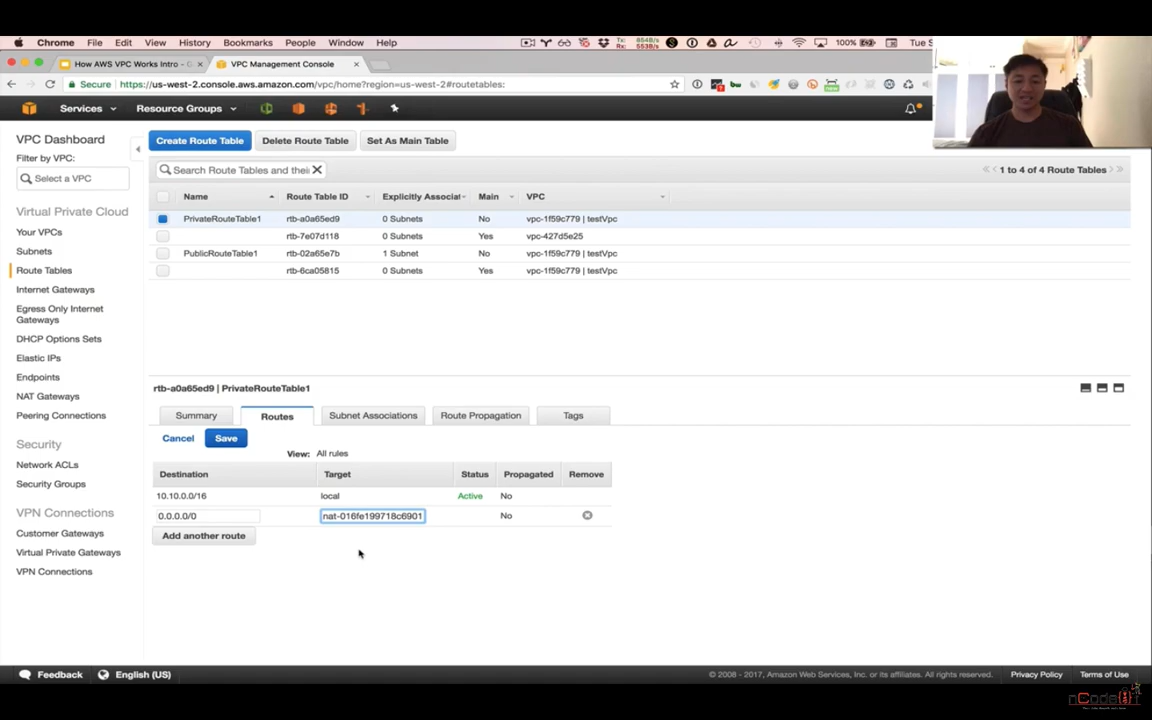 Chrome File Edit View History Bookmarks People Window Help 100% Tue S
How AWS VPC Works Intro - G VPC Management Console
Secure https://us-west-2.console.aws.amazon.com/vpc/home?region=us-west-2#routetables:
Services Resource Groups
VPC Dashboard
Filter by VPC:
Select a VPC
Virtual Private Cloud
Your VPCs
Subnets
Route Tables
Internet Gateways
Egress Only Internet
Gateways
DHCP Options Sets
Elastic IPs
Endpoints
NAT Gateways
Peering Connections
Security
Network ACLs
Security Groups
VPN Connections
Customer Gateways
Virtual Private Gateways
VPN Connections
Create Route Table Delete Route Table Set As Main Table
Search Route Tables and thei 1 to 4 of 4 Route Tables
Name Route Table ID Explicitly Associat Main VPC
PrivateRouteTable1 rtb-a0a65ed9 0 Subnets No vpc-1f59c779 | testVpc
rtb-7e07d118 0 Subnets Yes vpc-427d5e25
PublicRouteTable1 rtb-02a65e7b 1 Subnet No vpc-1f59c779 | testVpc
rtb-6ca05815 0 Subnets Yes vpc-1f59c779 | testVpc
rtb-a0a65ed9 | PrivateRouteTable1
Summary Routes Subnet Associations Route Propagation Tags
Cancel Save
View: All rules
Destination Target Status Propagated Remove
10.10.0.0/16 local Active No
0.0.0.0/0 nat-016fe199718c6901 No
Add another route
Feedback English (US) © 2008 - 2017, Amazon Web Services, Inc. or its affiliates. All rights reserved. Privacy Policy Terms of Use